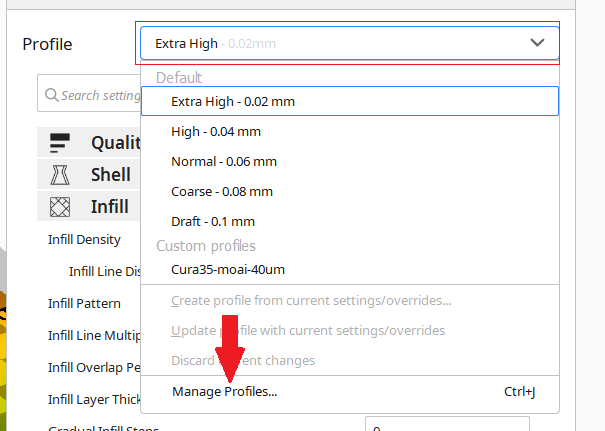 Profile
Extra High - 0.02mm
Search setting
Default
Extra High - 0.02 mm
High - 0.04 mm
Normal - 0.06 mm
Coarse - 0.08 mm
Draft - 0.1 mm
Custom profiles
Cura35-moai-40um
Create profile from current settings/overrides...
Update profile with current settings/overrides
Discard current changes
Manage Profiles... Ctrl+J
Qualit
Shell
Infill
Infill Density
Infill Line Dis
Infill Pattern
Infill Line Multip
Infill Overlap Pe
Infill Layer Thick
Gradual Infill Steps 0